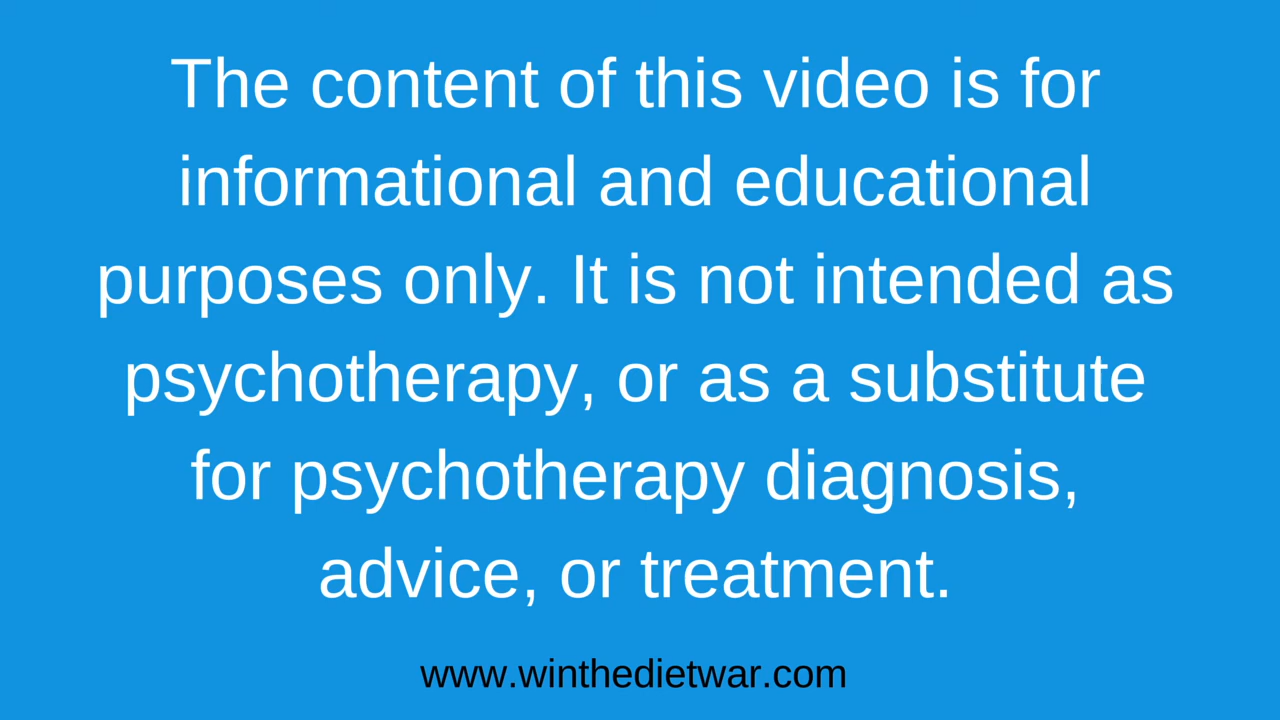 The content of this video is for
informational and educational
purposes only. It is not intended as
psychotherapy, or as a substitute
for psychotherapy diagnosis,
advice, or treatment.
www.winthedietwar.com